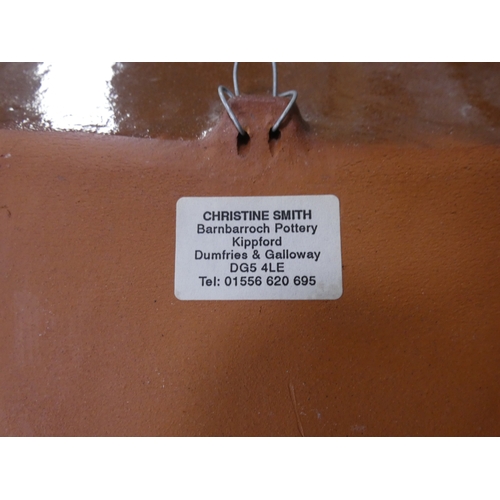 CHRISTINE SMITH
Barnbarroch Pottery
Kippford
Dumfries & Galloway
DG5 4LE
Tel: 01556 620 695